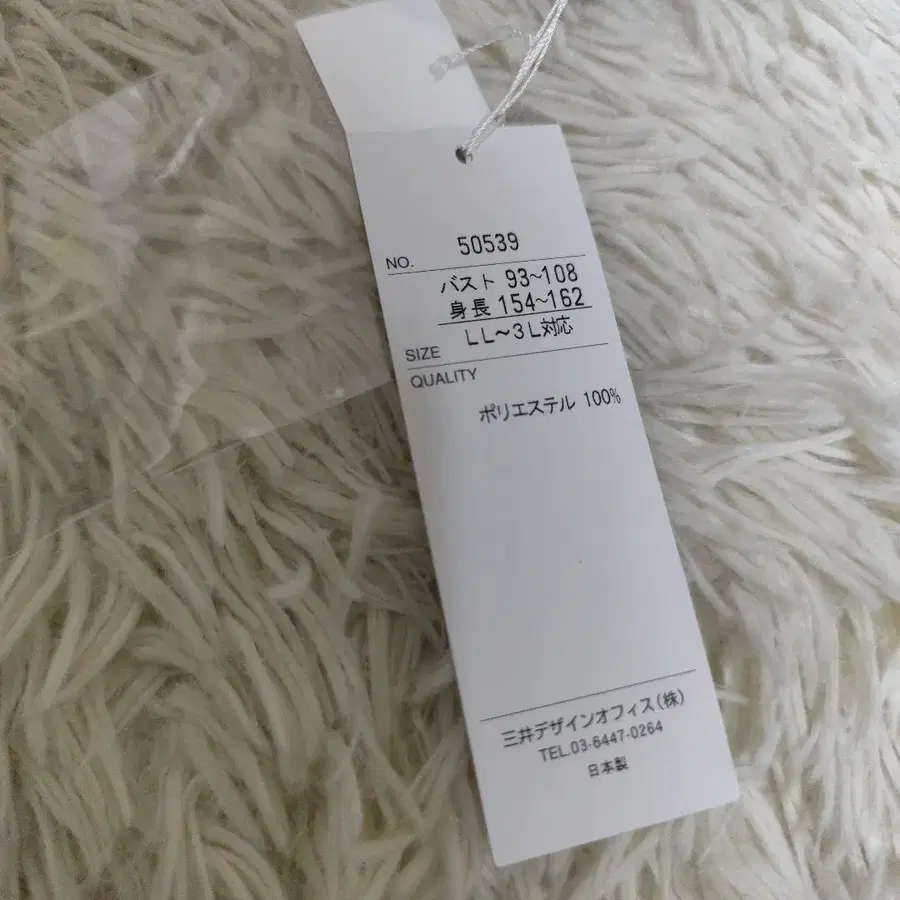 NO. 50539
バスト 93~108
身長 154~162
SIZE LL~3L対応
QUALITY
ポリエステル 100%
三井デザインオフィス(株)
TEL.03-6447-0264
日本製